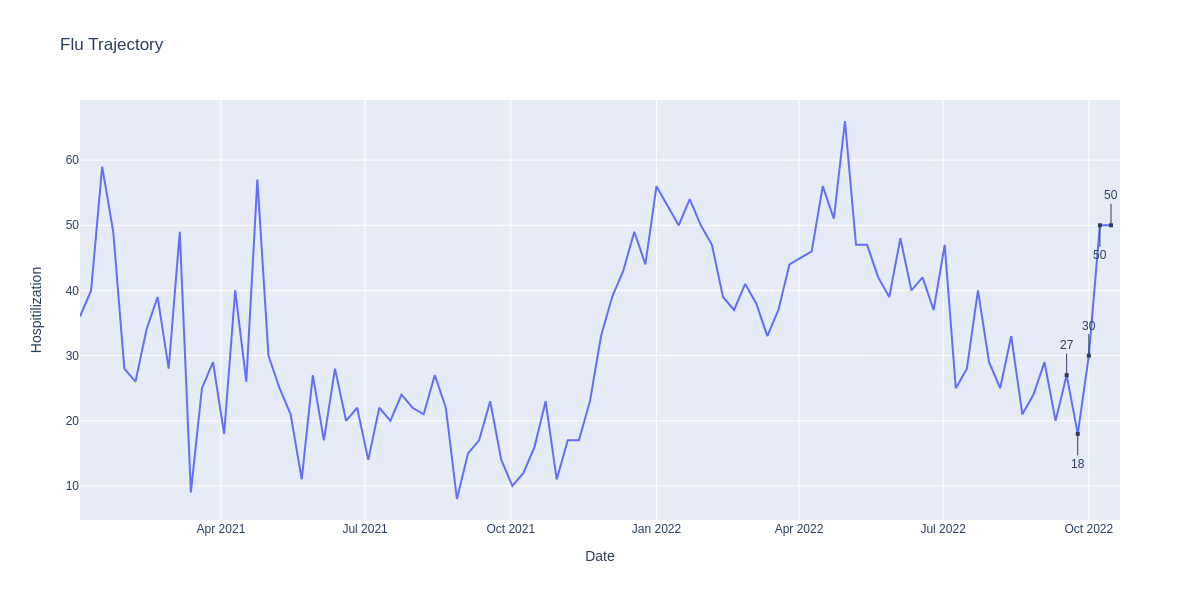 Flu Trajectory
Hospitilization
60
50
40
30
20
10
50
50
30
27
18
Apr 2021
Jul 2021
Oct 2021
Jan 2022
Apr 2022
Jul 2022
Oct 2022
Date